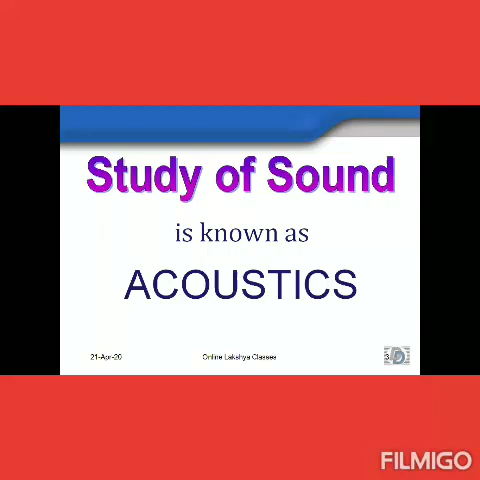 Study of Sound
is known as
ACOUSTICS
21-Apr-20 Online Lakshya Classes 3
FILMIGO